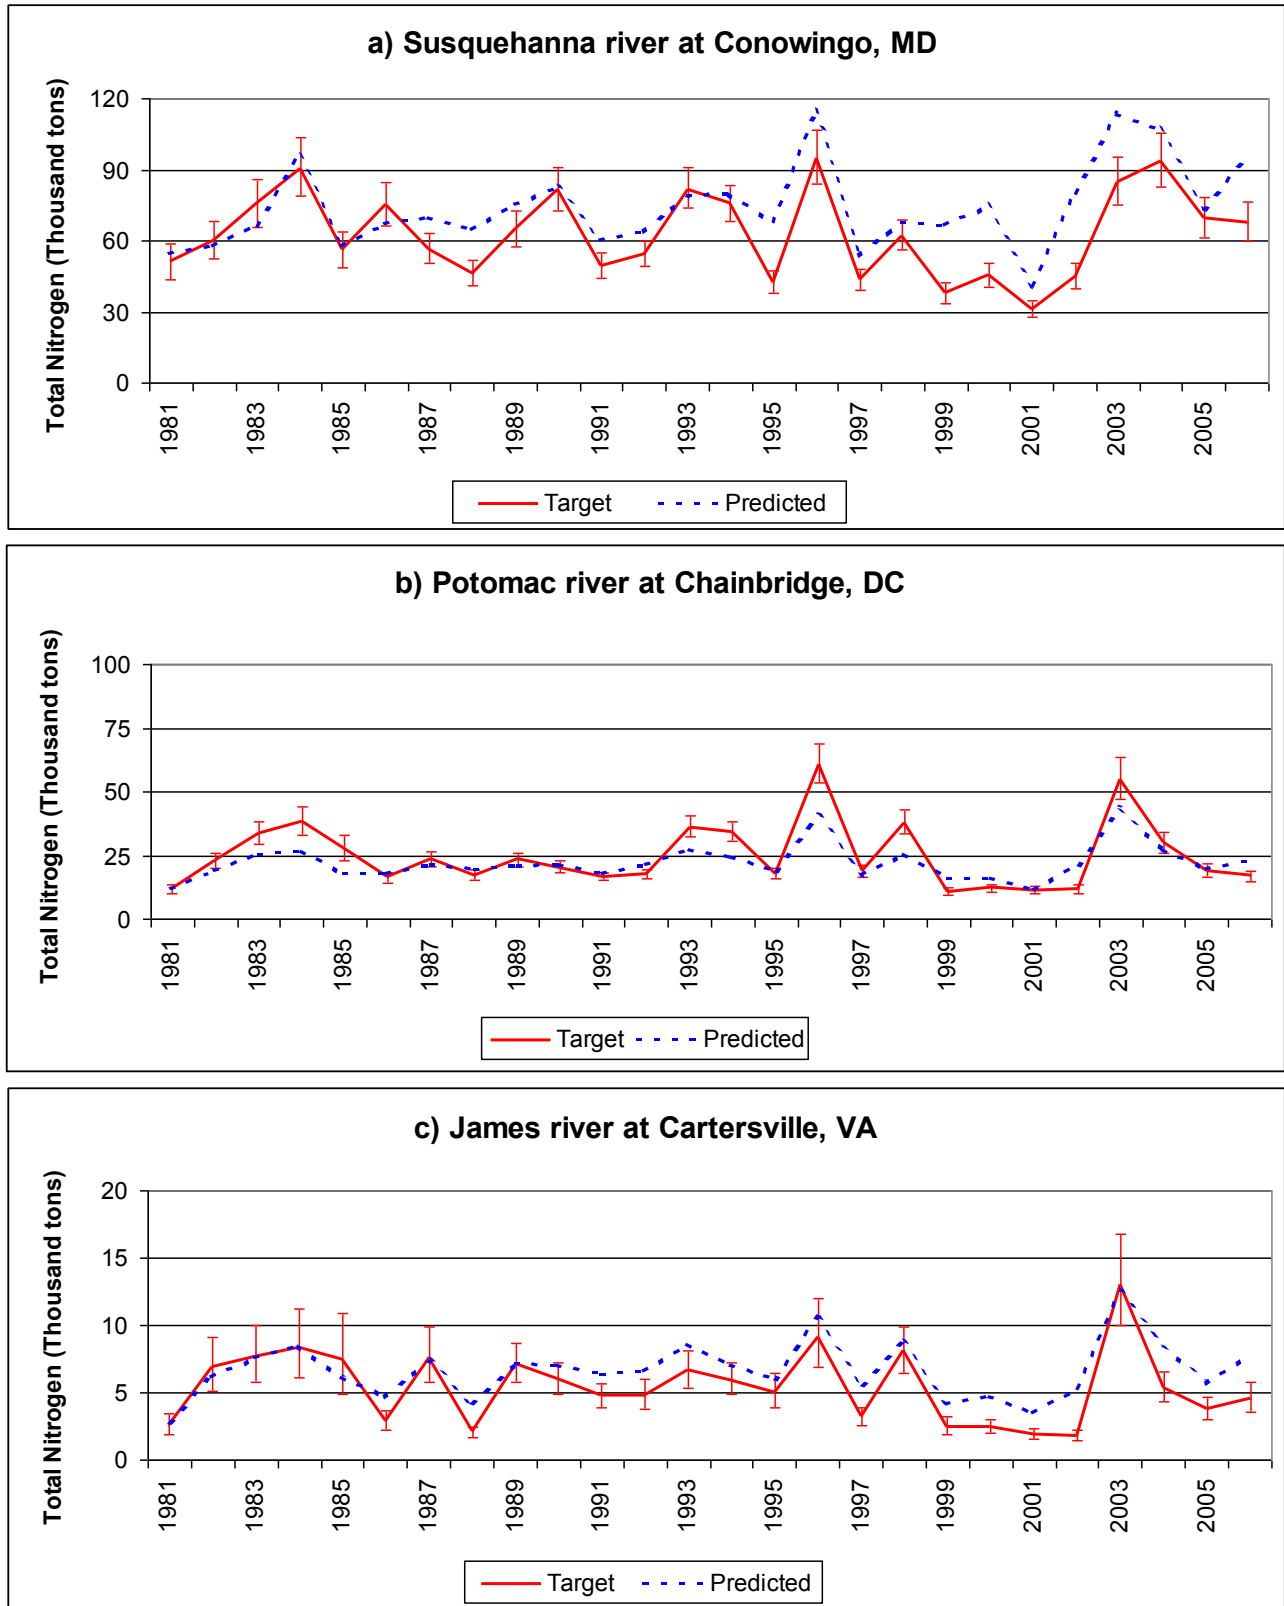 a) Susquehanna river at Conowingo, MD
Total Nitrogen (Thousand tons)
120
90
60
30
0
1981 1983 1985 1987 1989 1991 1993 1995 1997 1999 2001 2003 2005
Target Predicted
b) Potomac river at Chainbridge, DC
Total Nitrogen (Thousand tons)
100
75
50
25
0
1981 1983 1985 1987 1989 1991 1993 1995 1997 1999 2001 2003 2005
Target Predicted
c) James river at Cartersville, VA
Total Nitrogen (Thousand tons)
20
15
10
5
0
1981 1983 1985 1987 1989 1991 1993 1995 1997 1999 2001 2003 2005
Target Predicted